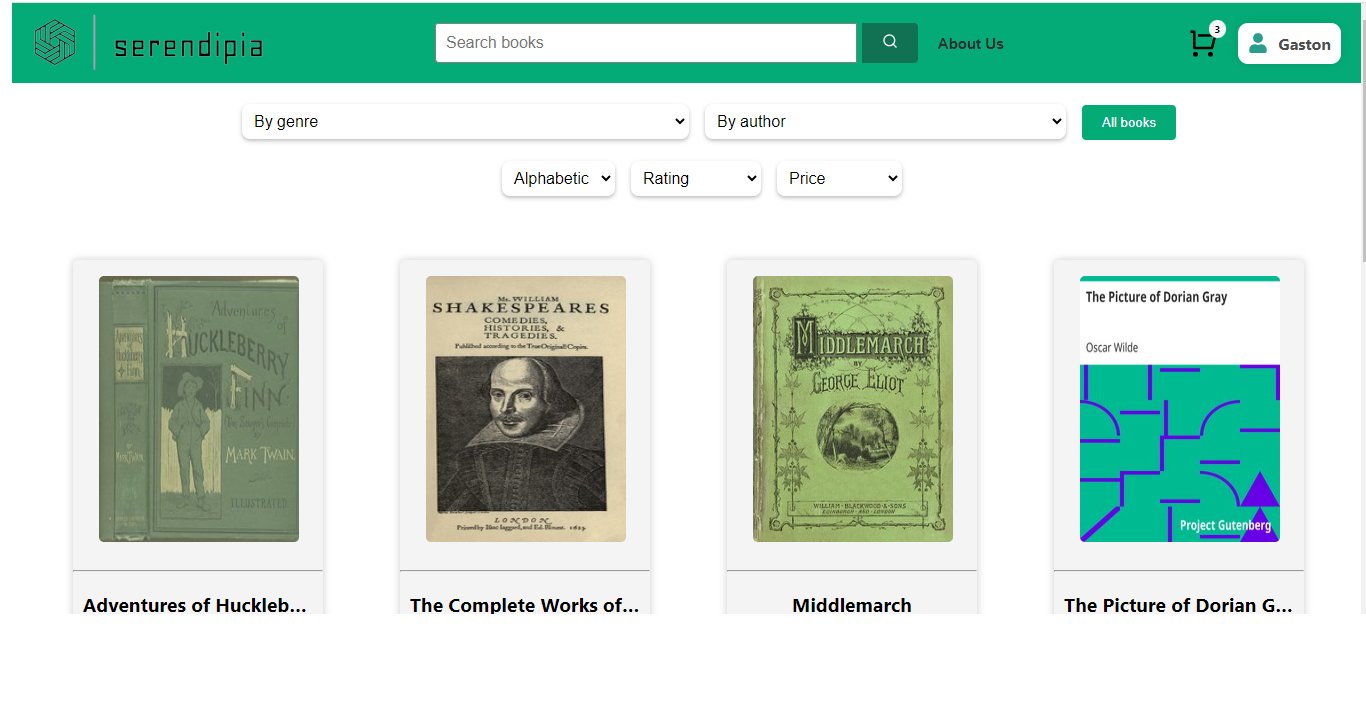 serendipia
Search books
About Us
3
Gaston
By genre
By author
All books
Alphabetic
Rating
Price
Adventures of
HUCKLEBERRY
FINN
MARK TWAIN.
ILLUSTRATED.
Adventures of Huckleb...
Mr. WILLIAM
SHAKESPEARES
COMEDIES,
HISTORIES, &
TRAGEDIES.
Published according to the True Originall Copies.
LONDON
Printed by Isaac Iaggard, and Ed. Blount. 1623.
The Complete Works of...
MIDDLEMARCH
BY
GEORGE ELIOT
WILLIAM · BLACKWOOD & SONS
EDINBURGH · AND · LONDON
Middlemarch
The Picture of Dorian Gray
Oscar Wilde
Project Gutenberg
The Picture of Dorian G...